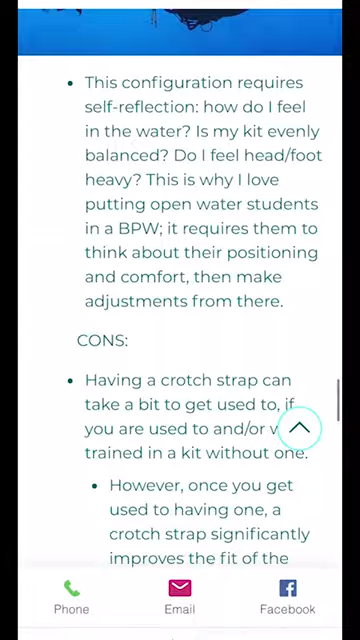 This configuration requires
self-reflection: how do I feel
in the water? Is my kit evenly
balanced? Do I feel head/foot
heavy? This is why I love
putting open water students
in a BPW; it requires them to
think about their positioning
and comfort, then make
adjustments from there.
CONS:
Having a crotch strap can
take a bit to get used to, if
you are used to and/or
trained in a kit without one.
However, once you get
used to having one, a
crotch strap significantly
improves the fit of the
Phone Email Facebook